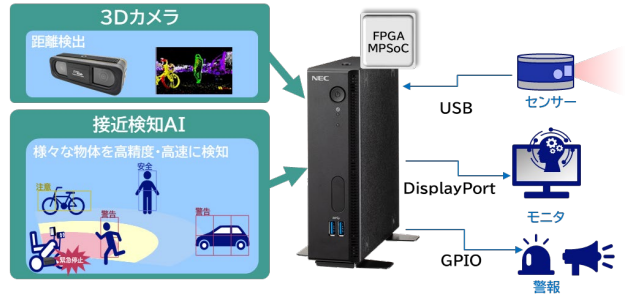 3Dカメラ
距離検出
接近検知AI
様々な物体を高精度・高速に検知
注意
安全
警告
警告
緊急停止
FPGA
MPSoC
NEC
USB
センサー
DisplayPort
モニタ
GPIO
警報